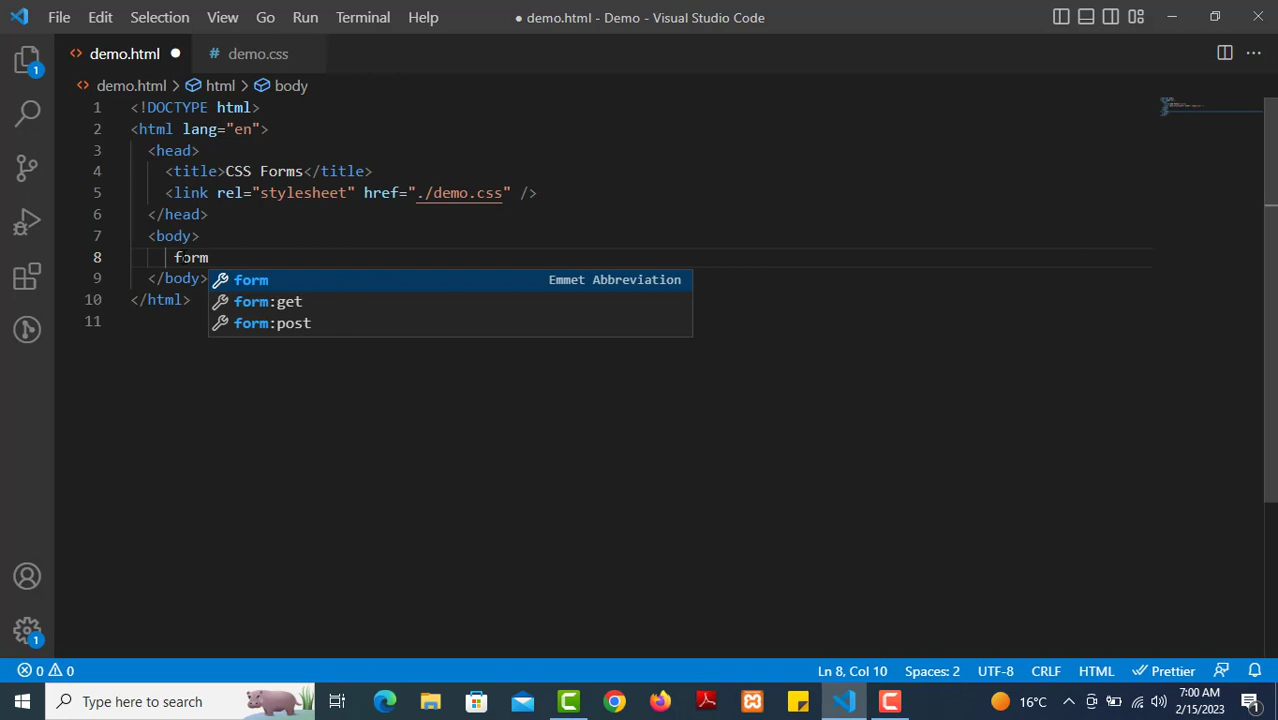 File Edit Selection View Go Run Terminal Help ● demo.html - Demo - Visual Studio Code
demo.html ● # demo.css
demo.html > html > body
1 <!DOCTYPE html>
2 <html lang="en">
3 <head>
4 <title>CSS Forms</title>
5 <link rel="stylesheet" href="./demo.css" />
6 </head>
7 <body>
8 form
9 </body>
form Emmet Abbreviation
10 </html>
form:get
11
form:post
1
1
0 0 Ln 8, Col 10 Spaces: 2 UTF-8 CRLF HTML Prettier
Type here to search 16°C 7:00 AM
2/15/2023
1